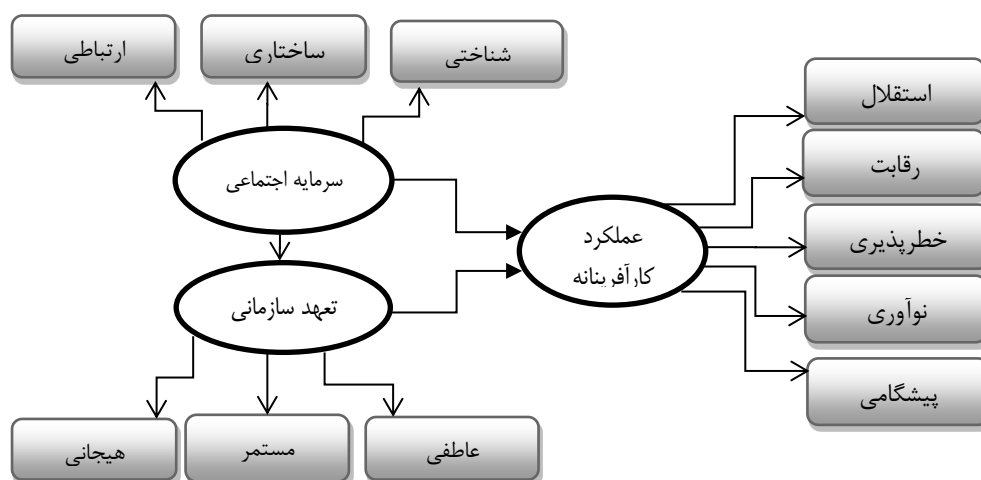 شناختی
ساختاری
ارتباطی
سرمایه اجتماعی
تعهد سازمانی
عاطفی
مستمر
هیجانی
عملکرد
کارآفرینانه
استقلال
رقابت
خطرپذیری
نوآوری
پیشگامی